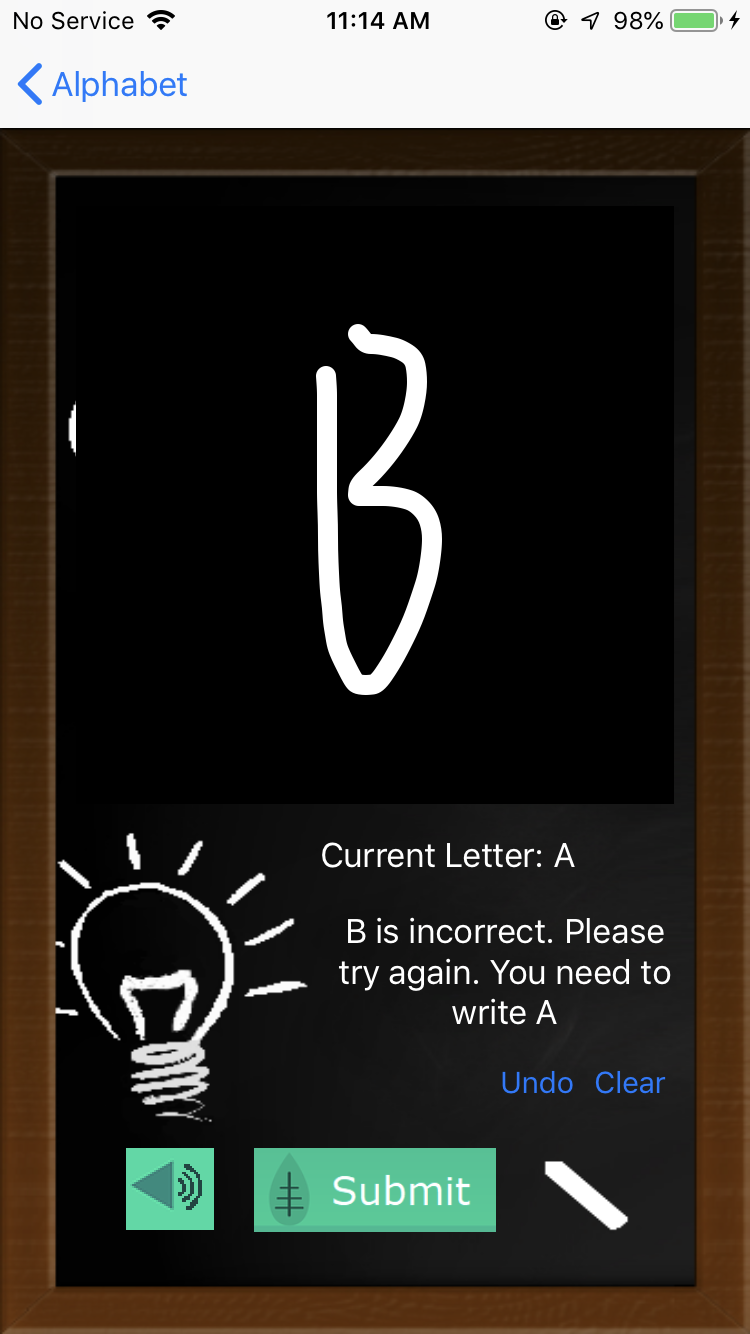 No Service 11:14 AM 98%
Alphabet
B
Current Letter: A
B is incorrect. Please
try again. You need to
write A
Undo Clear
Submit